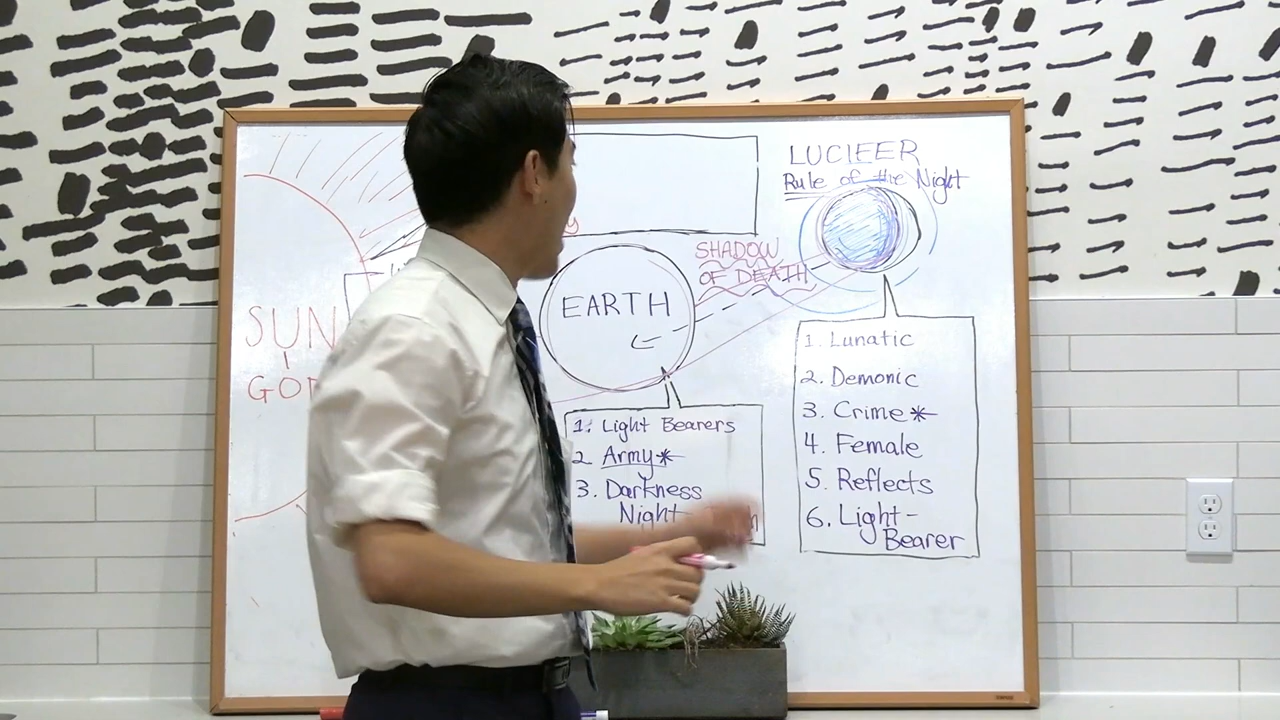 SUN
GOD
EARTH
SHADOW
OF DEATH
1. Light Bearers
2 Army*
3. Darkness
Night
LUCIFER
Rule of the Night
1. Lunatic
2. Demonic
3. Crime*
4. Female
5. Reflects
6. Light-
Bearer